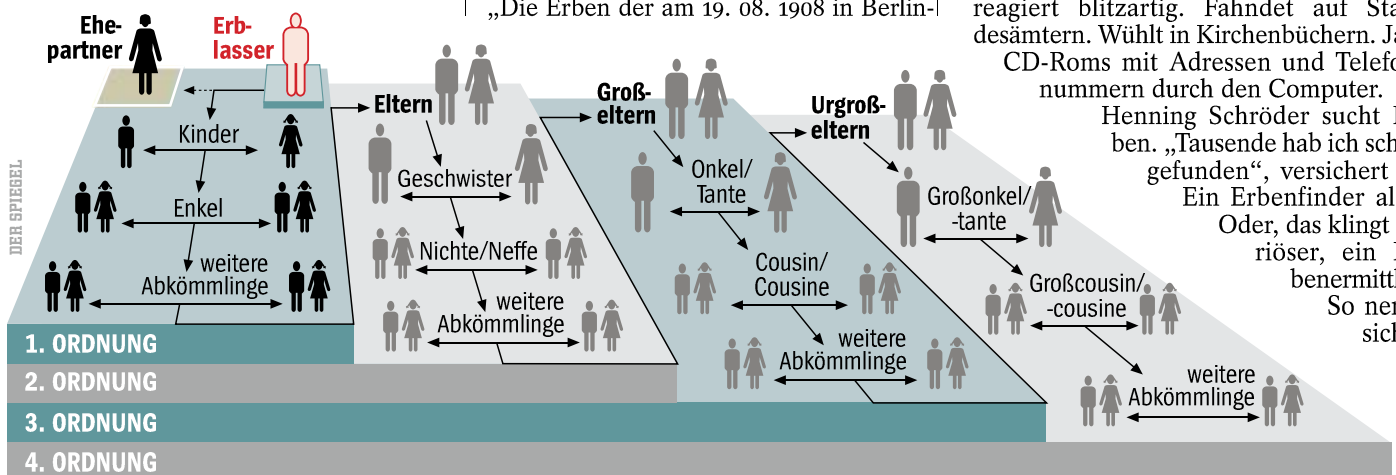 „Die Erben der am 19. 08. 1908 in Berlin-
reagiert blitzartig. Fahndet auf
desämtern. Wühlt in Kirchenbüchern.
CD-Roms mit Adressen und
nummern durch den Computer.
Henning Schröder sucht
ben. „Tausende hab ich
gefunden“, versichert
Ein Erbenfinder
Oder, das klingt
riöser, ein
So
Ehe-
partner
Erb-
lasser
Kinder
Enkel
weitere
Abkömmlinge
Eltern
Geschwister
Nichte/Neffe
weitere
Abkömmlinge
Groß-
eltern
Onkel/
Tante
Cousin/
Cousine
weitere
Abkömmlinge
Urgroß-
eltern
Großonkel/
-tante
Großcousin/
-cousine
weitere
Abkömmlinge
1. ORDNUNG
2. ORDNUNG
3. ORDNUNG
4. ORDNUNG
DER SPIEGEL